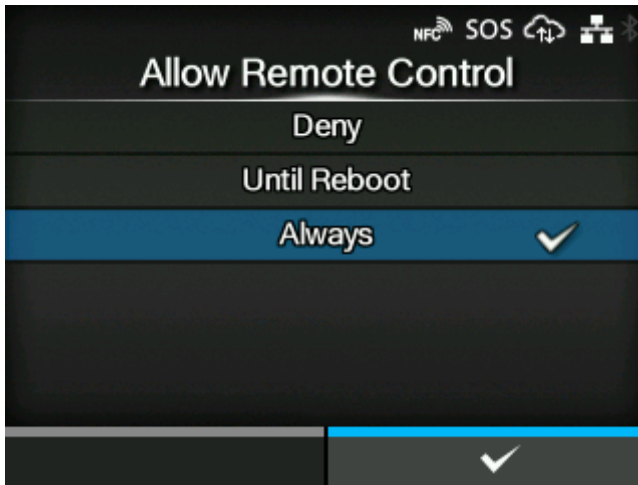 NFC SOS
Allow Remote Control
Deny
Until Reboot
Always